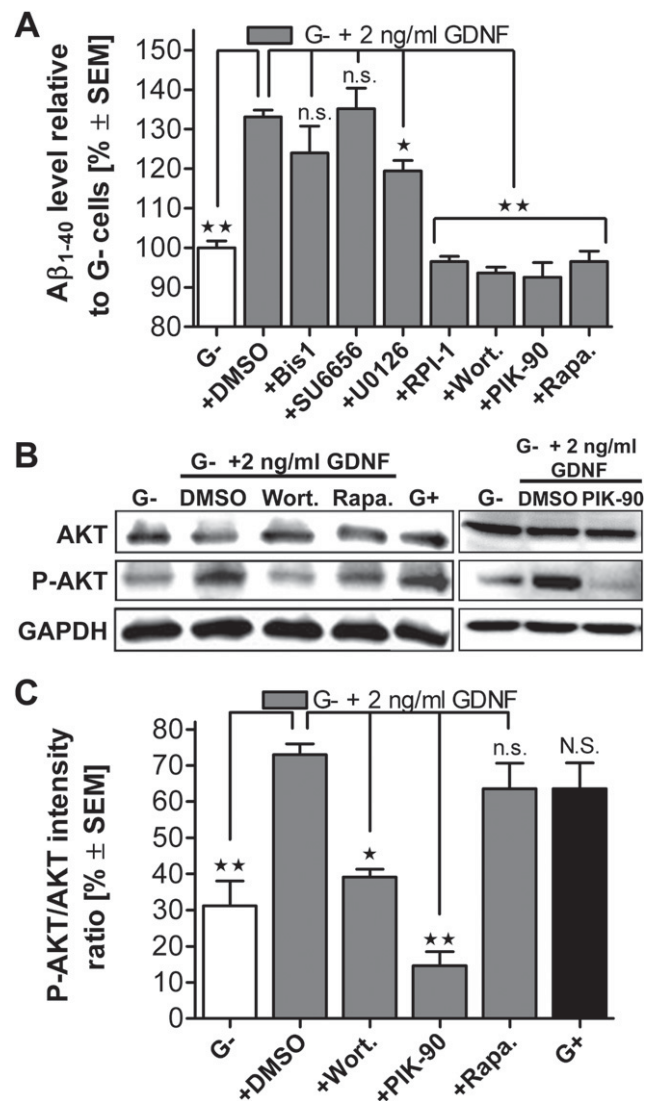 A
G- + 2 ng/ml GDNF
Aβ1-40 level relative
to G- cells [% ± SEM]
150
140
130
120
110
100
90
80
★★
n.s.
n.s.
★
★★
G-
+DMSO
+Bis1
+SU6656
+U0126
+RPI-1
+Wort.
+PIK-90
+Rapa.
B
G- +2 ng/ml GDNF
G- DMSO Wort. Rapa. G+
G- + 2 ng/ml
GDNF
G- DMSO PIK-90
AKT
P-AKT
GAPDH
C
G- + 2 ng/ml GDNF
P-AKT/AKT intensity
ratio [% ± SEM]
80
70
60
50
40
30
20
10
0
★★
★
★★
n.s.
N.S.
G-
+DMSO
+Wort.
+PIK-90
+Rapa.
G+